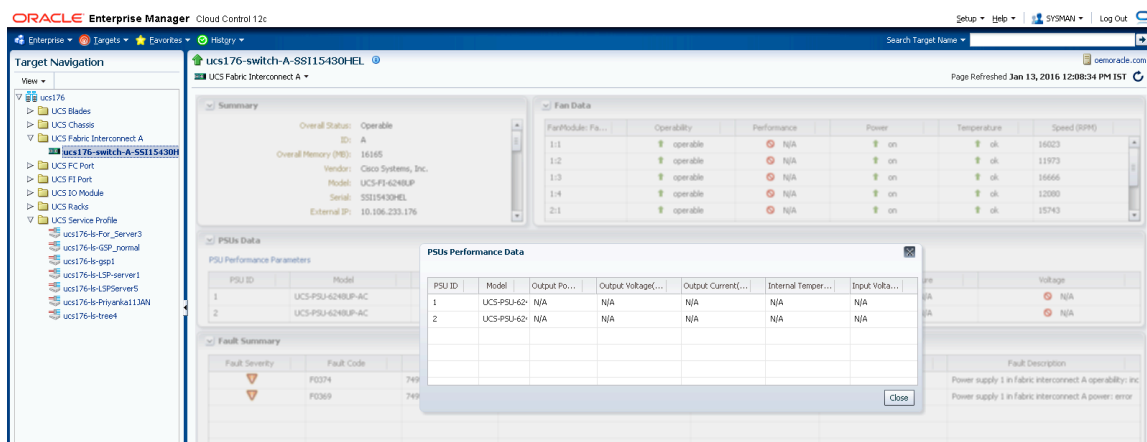 ORACLE Enterprise Manager Cloud Control 12c
Setup Help SYSMAN Log Out
Enterprise Targets Favorites History Search Target Name
Target Navigation
View
ucs176
UCS Blades
UCS Chassis
UCS Fabric Interconnect A
ucs176-switch-A-SSI15430H
UCS FC Port
UCS FI Port
UCS IO Module
UCS Racks
UCS Service Profile
ucs176-ls-For_Server3
ucs176-ls-GSP_normal
ucs176-ls-gsp1
ucs176-ls-LSP-server1
ucs176-ls-LSPServer5
ucs176-ls-Priyanka11JAN
ucs176-ls-tree4
ucs176-switch-A-SSI15430HEL
oemoracle.com
UCS Fabric Interconnect A
Page Refreshed Jan 13, 2016 12:08:34 PM IST
Summary
Overall Status: Operable
ID: A
Overall Memory (MB): 16165
Vendor: Cisco Systems, Inc.
Model: UCS-FI-6248UP
Serial: SSI15430HEL
External IP: 10.106.233.176
Fan Data
FanModule: Fa... Operability Performance Power Temperature Speed (RPM)
1:1 operable N/A on ok 16023
1:2 operable N/A on ok 11973
1:3 operable N/A on ok 16666
1:4 operable N/A on ok 12080
2:1 operable N/A on ok 15743
PSUs Data
PSU Performance Parameters
PSU ID Model Voltage
1 UCS-PSU-6248UP-AC N/A
2 UCS-PSU-6248UP-AC N/A
PSUs Performance Data
PSU ID Model Output Po... Output Voltage(... Output Current(... Internal Temper... Input Volta...
1 UCS-PSU-62 N/A N/A N/A N/A N/A
2 UCS-PSU-62 N/A N/A N/A N/A N/A
Close
Fault Summary
Fault Severity Fault Code Fault Description
F0374 749 Power supply 1 in fabric interconnect A operability: inc
F0369 749 Power supply 1 in fabric interconnect A power: error